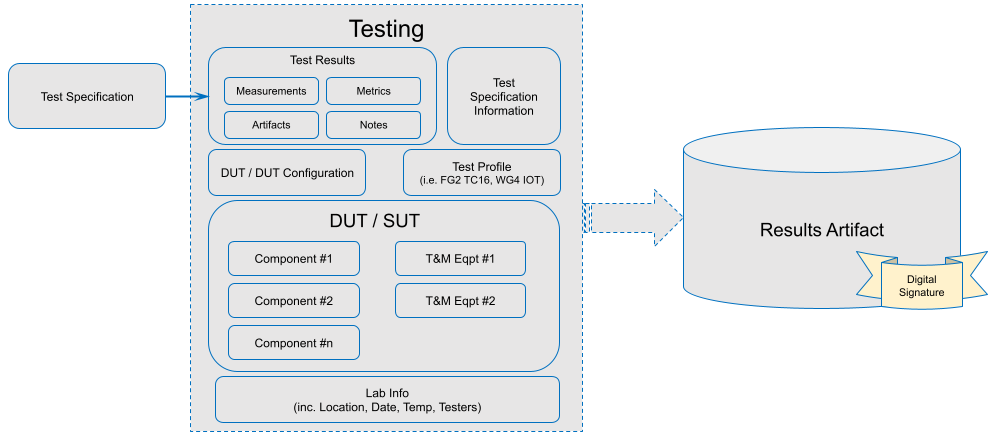 Testing
Test Specification
Test Results
Measurements
Metrics
Artifacts
Notes
Test
Specification
Information
DUT / DUT Configuration
Test Profile
(i.e. FG2 TC16, WG4 IOT)
DUT / SUT
Component #1
T&M Eqpt #1
Component #2
T&M Eqpt #2
Component #n
Lab Info
(inc. Location, Date, Temp, Testers)
Results Artifact
Digital
Signature